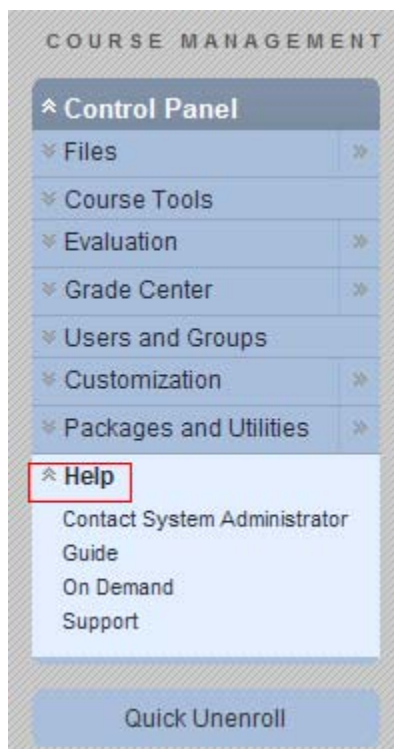 COURSE MANAGEMENT
Control Panel
Files
Course Tools
Evaluation
Grade Center
Users and Groups
Customization
Packages and Utilities
Help
Contact System Administrator
Guide
On Demand
Support
Quick Unenroll